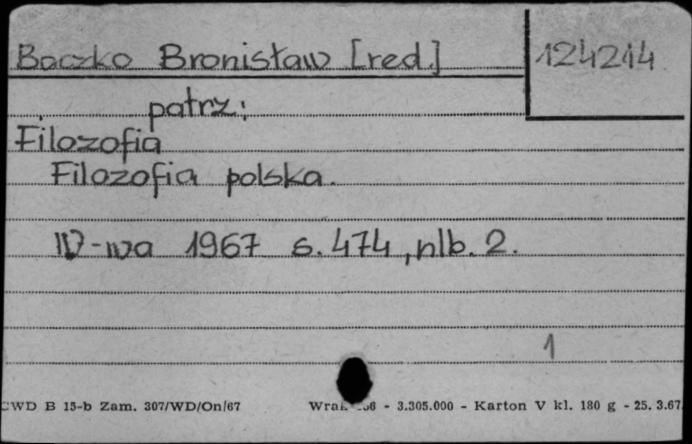 Baczko Bronisław [red.]
124214
patrz:
Filozofia
Filozofia polska.
W-wa 1967 s. 474, nlb. 2.
1
CWD B 15-b Zam. 307/WD/On/67 - 3.305.000 - Karton V kl. 180 g - 25. 3.67